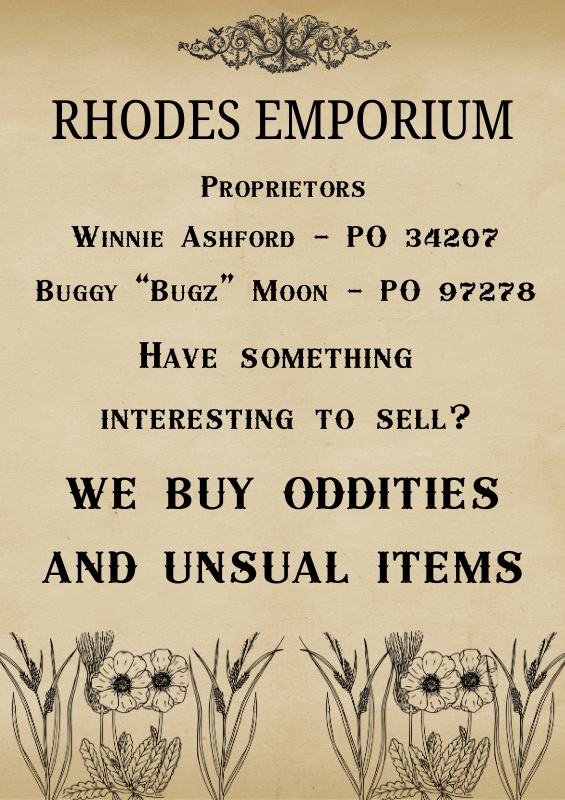 RHODES EMPORIUM
Proprietors
Winnie Ashford - PO 34207
Buggy “Bugz” Moon - PO 97278
Have something
interesting to sell?
WE BUY ODDITIES
AND UNSUAL ITEMS